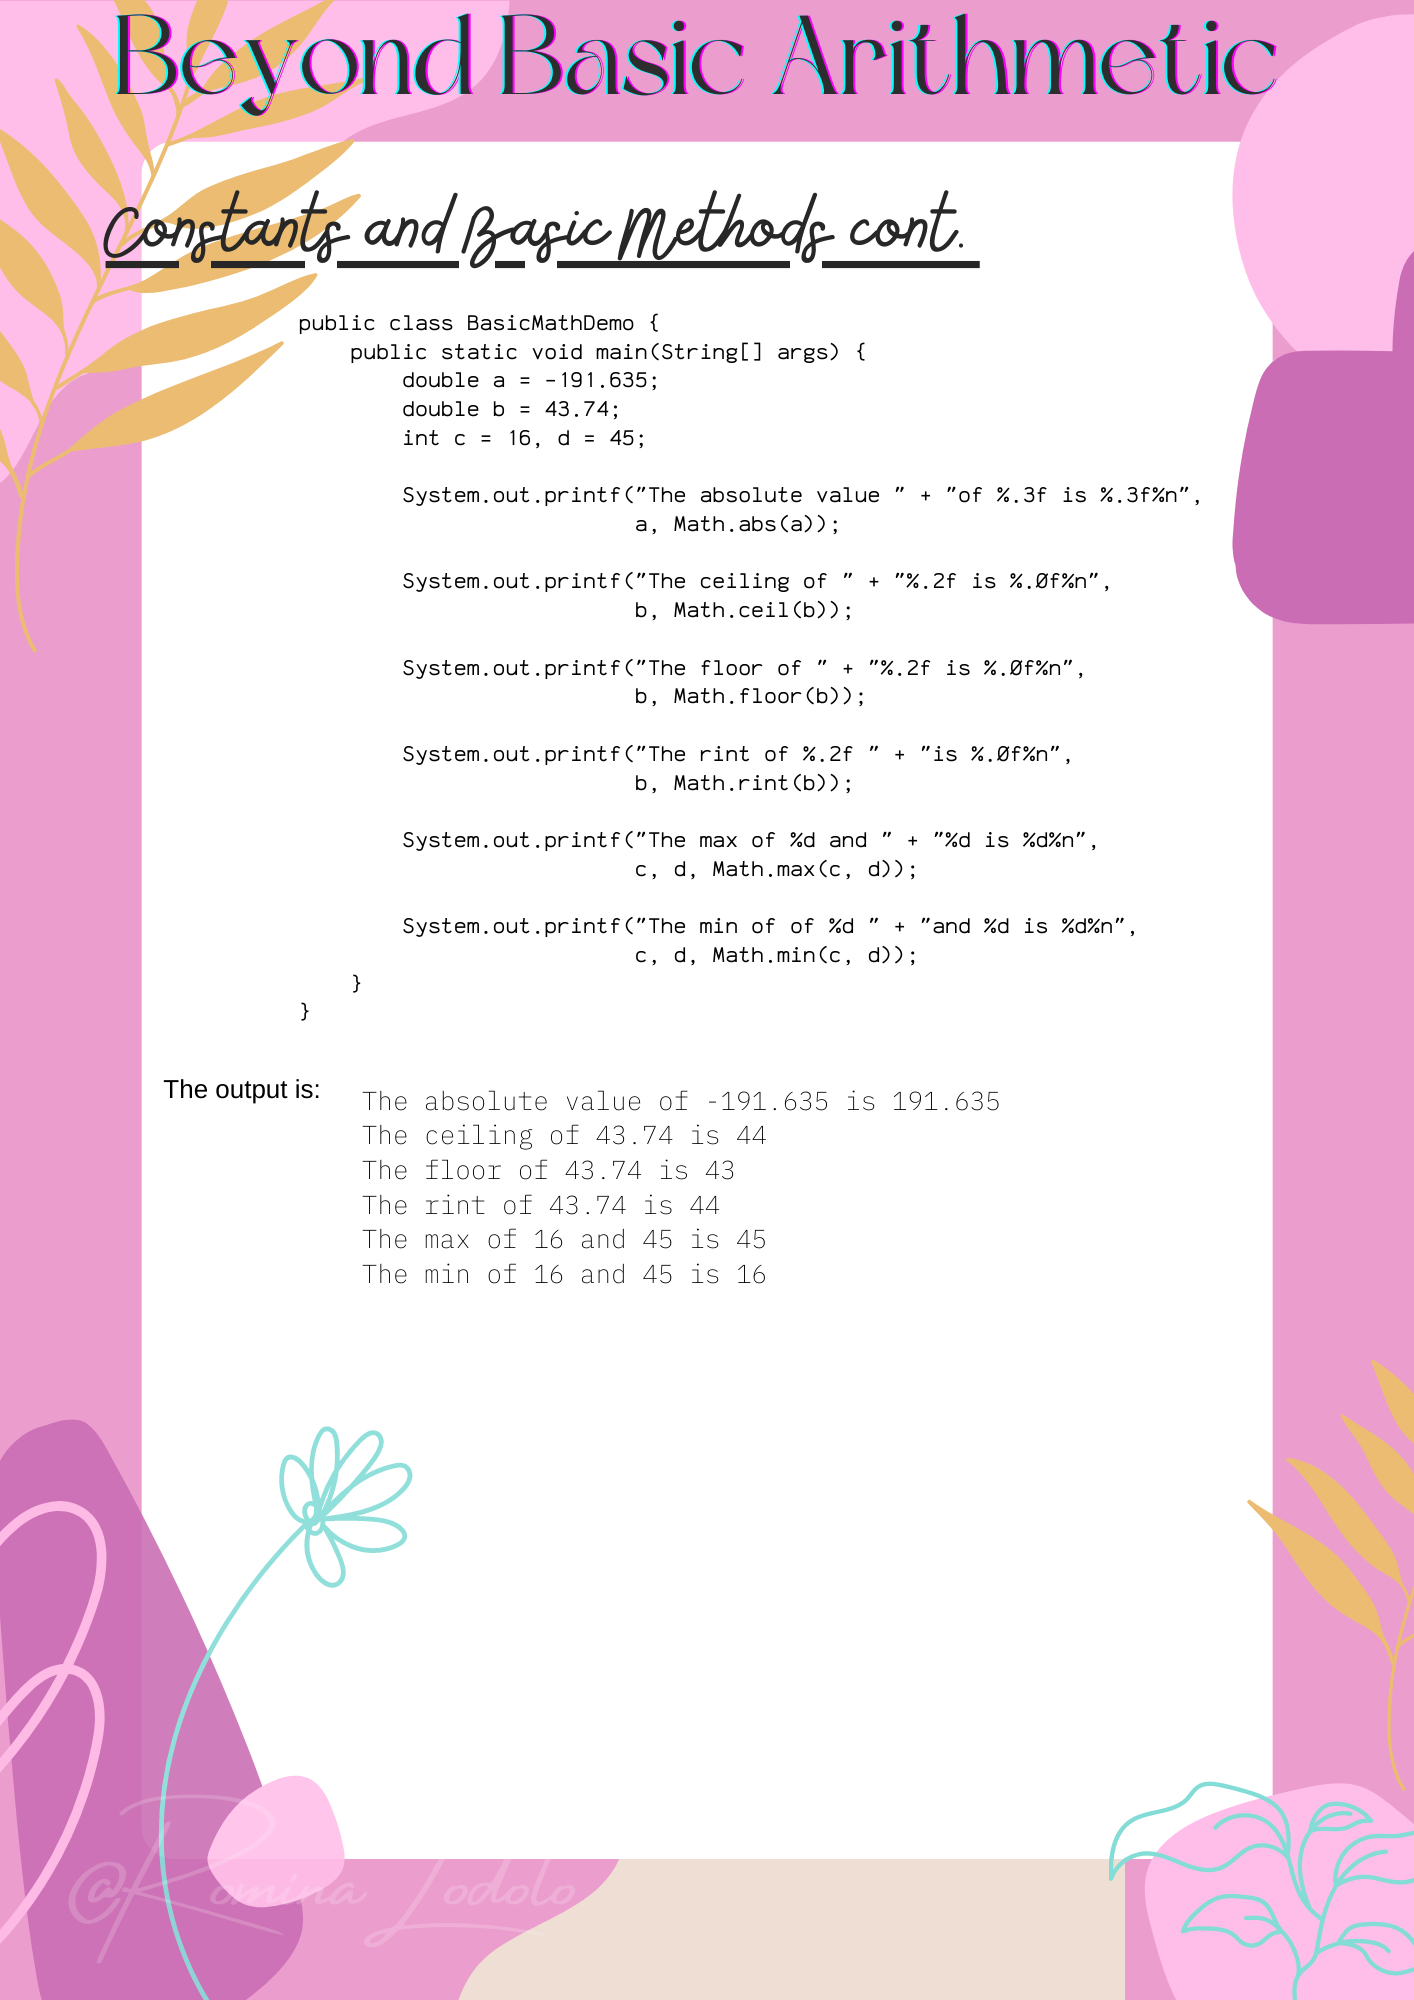 Beyond Basic Arithmetic
Constants and Basic Methods cont.
public class BasicMathDemo {
    public static void main(String[] args) {
        double a = -191.635;
        double b = 43.74;
        int c = 16, d = 45;
        System.out.printf("The absolute value " + "of %.3f is %.3f%n",
                          a, Math.abs(a));
        System.out.printf("The ceiling of " + "%.2f is %.0f%n",
                          b, Math.ceil(b));
        System.out.printf("The floor of " + "%.2f is %.0f%n",
                          b, Math.floor(b));
        System.out.printf("The rint of %.2f " + "is %.0f%n",
                          b, Math.rint(b));
        System.out.printf("The max of %d and " + "%d is %d%n",
                          c, d, Math.max(c, d));
        System.out.printf("The min of of %d " + "and %d is %d%n",
                          c, d, Math.min(c, d));
    }
}
The output is:
The absolute value of -191.635 is 191.635
The ceiling of 43.74 is 44
The floor of 43.74 is 43
The rint of 43.74 is 44
The max of 16 and 45 is 45
The min of 16 and 45 is 16
@Romina Lodolo